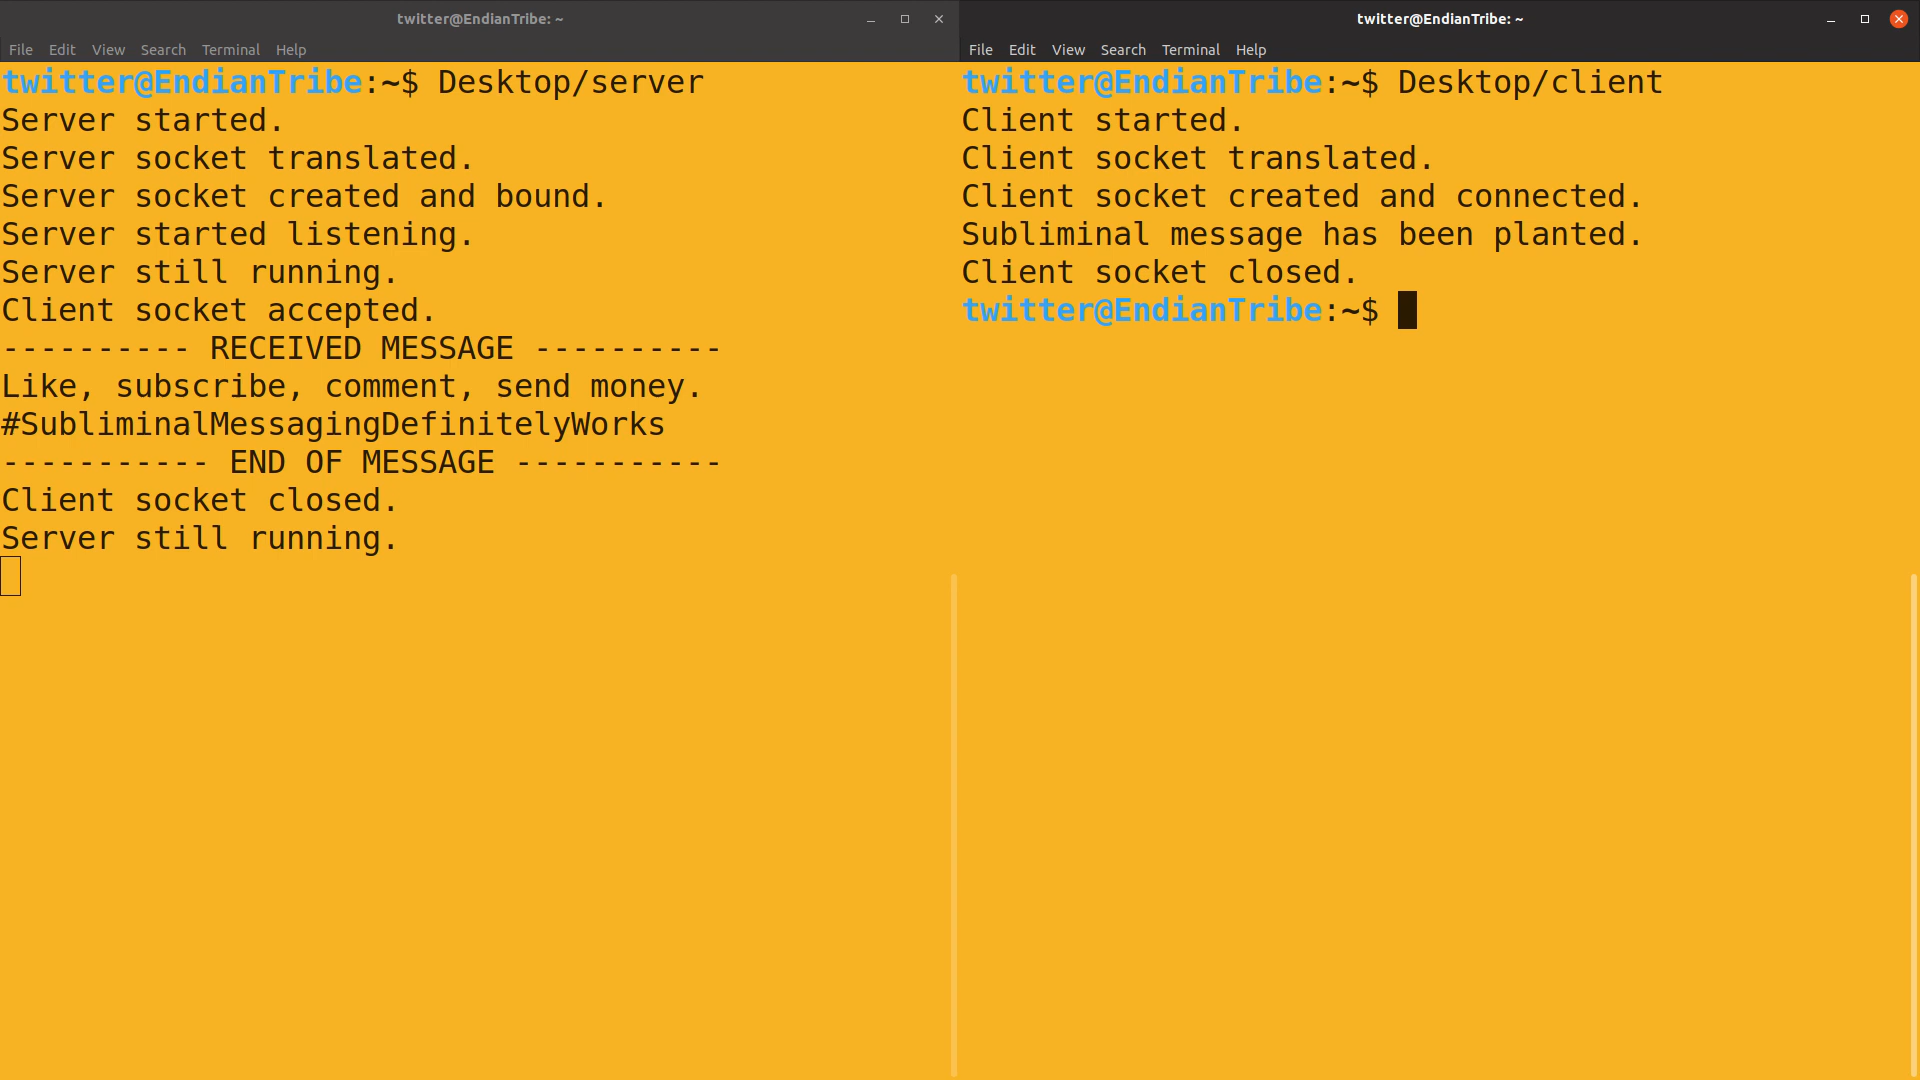 twitter@EndianTribe: ~
File Edit View Search Terminal Help
twitter@EndianTribe:~$ Desktop/server
Server started.
Server socket translated.
Server socket created and bound.
Server started listening.
Server still running.
Client socket accepted.
---------- RECEIVED MESSAGE ----------
Like, subscribe, comment, send money.
#SubliminalMessagingDefinitelyWorks
----------- END OF MESSAGE -----------
Client socket closed.
Server still running.
twitter@EndianTribe: ~
File Edit View Search Terminal Help
twitter@EndianTribe:~$ Desktop/client
Client started.
Client socket translated.
Client socket created and connected.
Subliminal message has been planted.
Client socket closed.
twitter@EndianTribe:~$